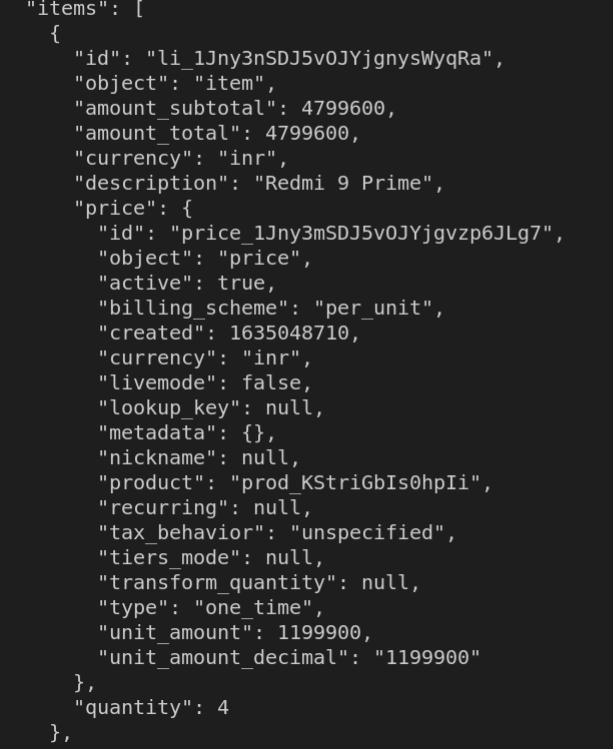 "items": [
{
"id": "li_1Jny3nSDJ5vOJYjgnysWyqRa",
"object": "item",
"amount_subtotal": 4799600,
"amount_total": 4799600,
"currency": "inr",
"description": "Redmi 9 Prime",
"price": {
"id": "price_1Jny3mSDJ5vOJYjgvzp6JLg7",
"object": "price",
"active": true,
"billing_scheme": "per_unit",
"created": 1635048710,
"currency": "inr",
"livemode": false,
"lookup_key": null,
"metadata": {},
"nickname": null,
"product": "prod_KStriGbIs0hpIi",
"recurring": null,
"tax_behavior": "unspecified",
"tiers_mode": null,
"transform_quantity": null,
"type": "one_time",
"unit_amount": 1199900,
"unit_amount_decimal": "1199900"
},
"quantity": 4
},